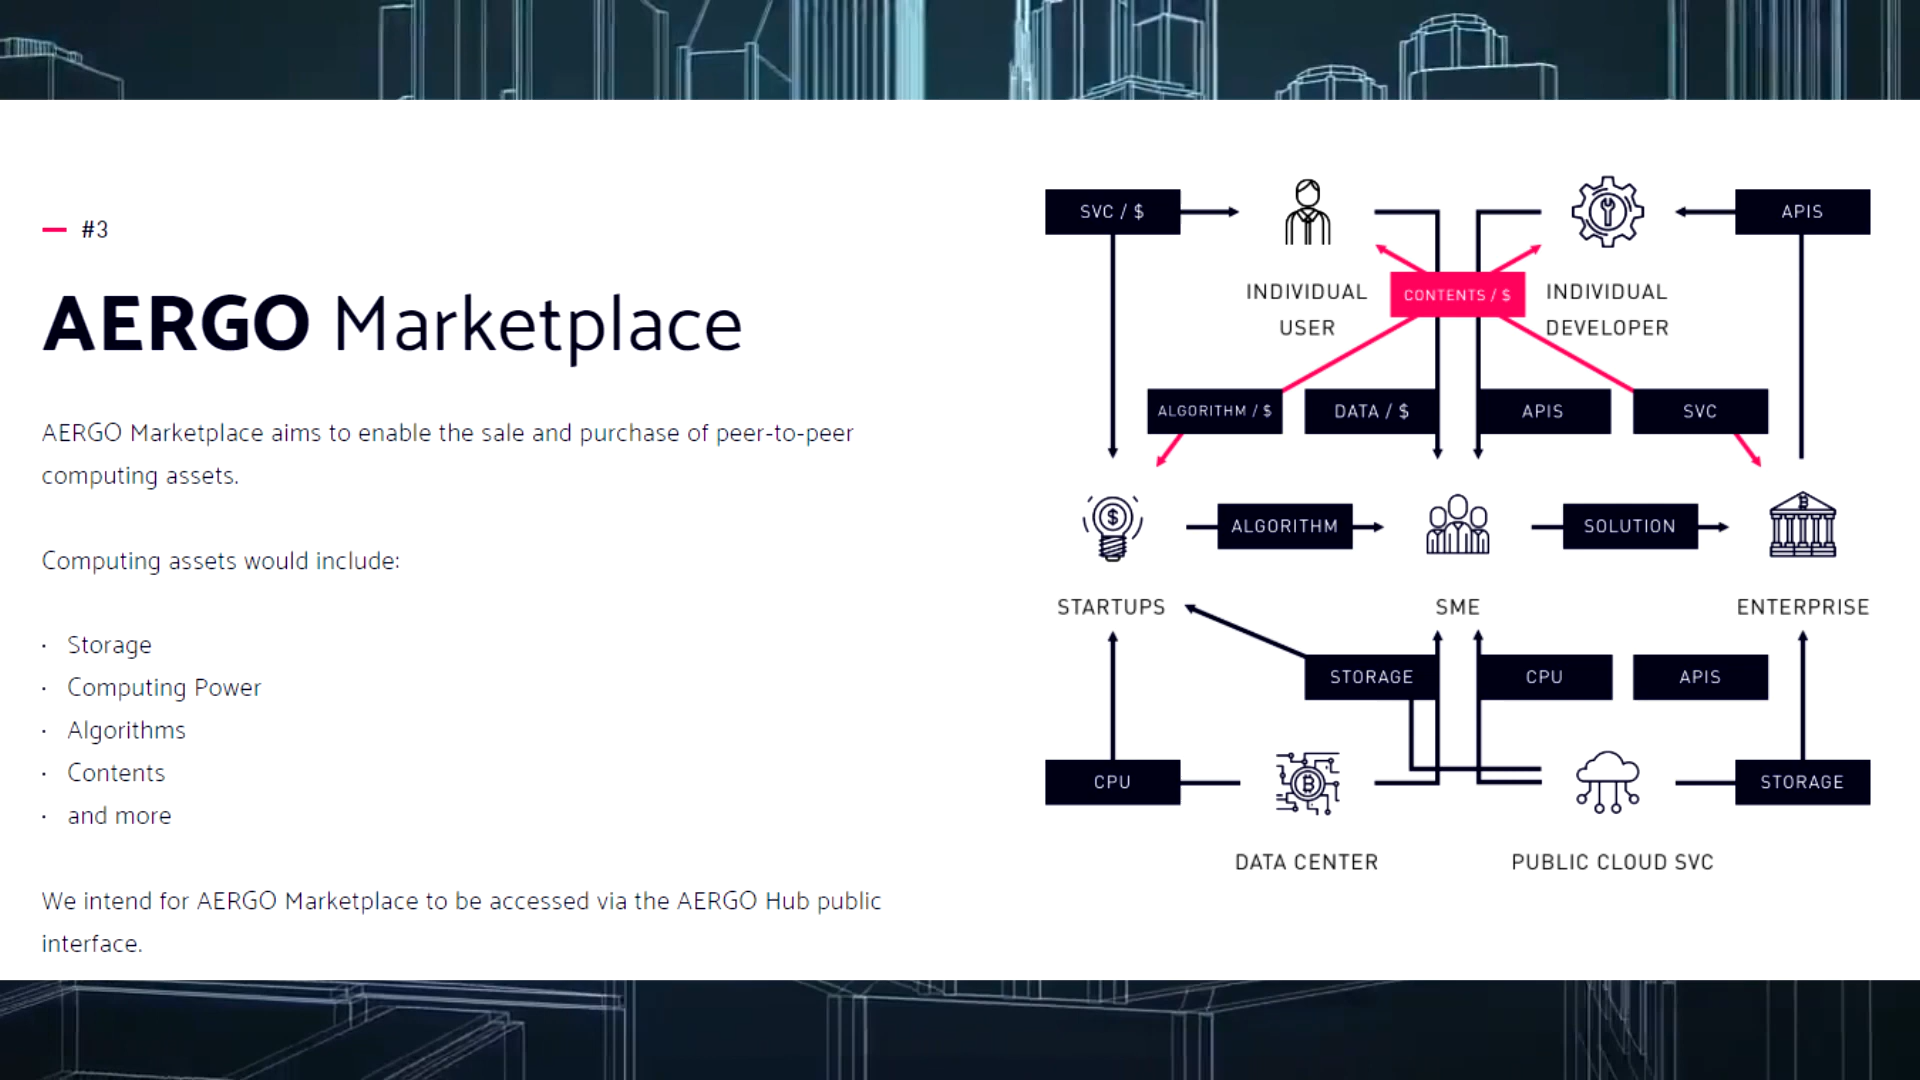 #3
AERGO Marketplace
AERGO Marketplace aims to enable the sale and purchase of peer-to-peer
computing assets.
Computing assets would include:
· Storage
· Computing Power
· Algorithms
· Contents
· and more
We intend for AERGO Marketplace to be accessed via the AERGO Hub public
interface.
SVC / $
APIS
INDIVIDUAL
USER
CONTENTS / $
INDIVIDUAL
DEVELOPER
ALGORITHM / $
DATA / $
APIS
SVC
ALGORITHM
SOLUTION
STARTUPS
SME
ENTERPRISE
STORAGE
CPU
APIS
CPU
STORAGE
DATA CENTER
PUBLIC CLOUD SVC